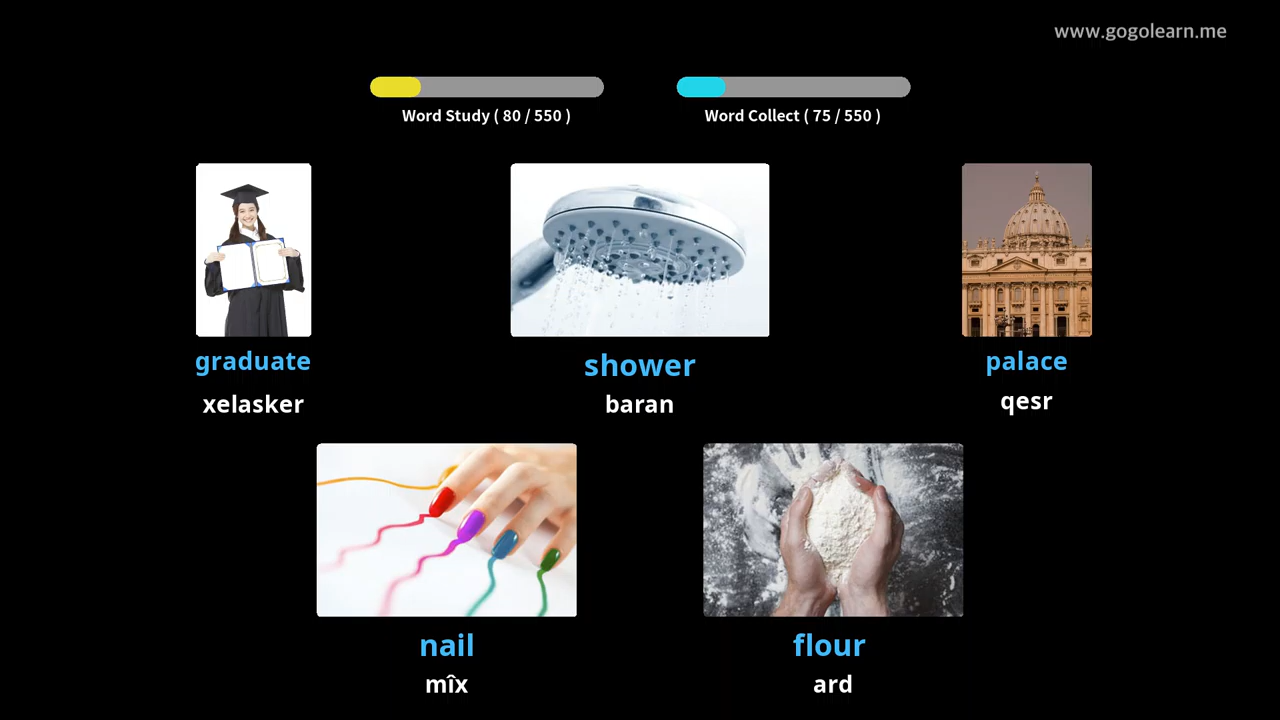 www.gogolearn.me
Word Study ( 80 / 550 )
Word Collect ( 75 / 550 )
graduate
xelasker
shower
baran
palace
qesr
nail
mîx
flour
ard